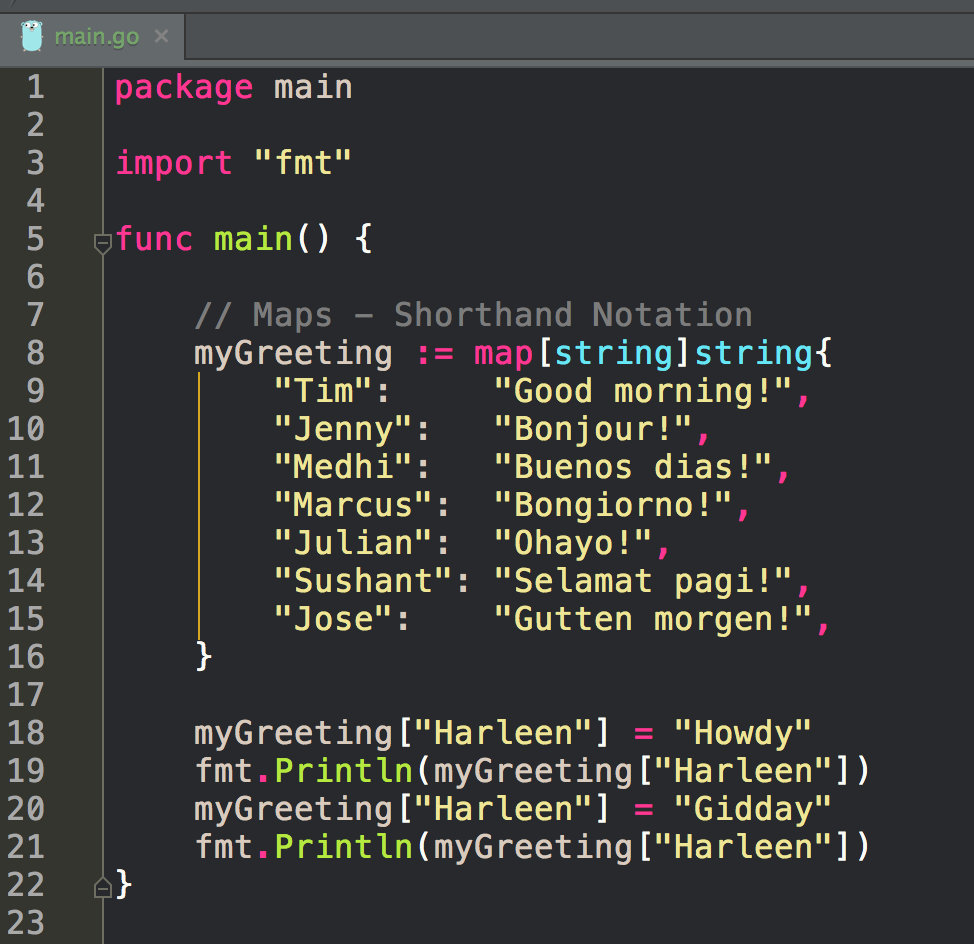 main.go ×
1 package main
2
3 import "fmt"
4
5 func main() {
6
7     // Maps – Shorthand Notation
8     myGreeting := map[string]string{
9         "Tim":     "Good morning!",
10         "Jenny":   "Bonjour!",
11         "Medhi":   "Buenos dias!",
12         "Marcus":  "Bongiorno!",
13         "Julian":  "Ohayo!",
14         "Sushant": "Selamat pagi!",
15         "Jose":    "Gutten morgen!",
16     }
17
18     myGreeting["Harleen"] = "Howdy"
19     fmt.Println(myGreeting["Harleen"])
20     myGreeting["Harleen"] = "Gidday"
21     fmt.Println(myGreeting["Harleen"])
22 }
23